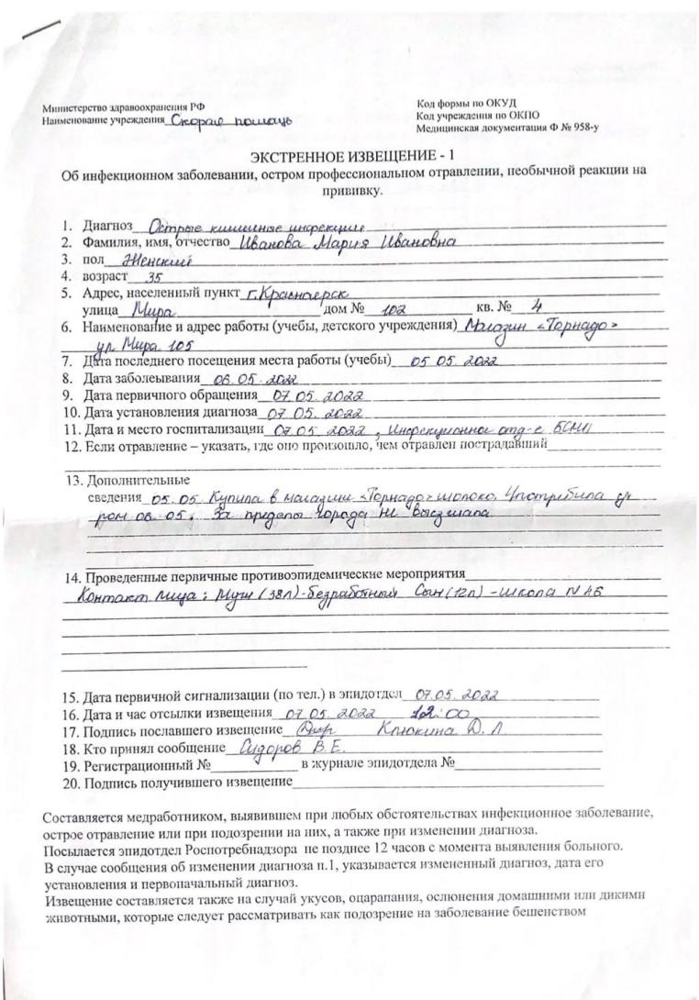 Министерство здравоохранения РФ
Наименование учреждения Скорая помощь
Код формы по ОКУД
Код учреждения по ОКПО
Медицинская документация Ф № 958-у
ЭКСТРЕННОЕ ИЗВЕЩЕНИЕ - 1
Об инфекционном заболевании, остром профессиональном отравлении, необычной реакции на
прививку.
1. Диагноз Острые кишечные инфекции
2. Фамилия, имя, отчество Иванова Мария Ивановна
3. пол Женский
4. возраст 35
5. Адрес, населенный пункт г. Красноярск
улица Мира дом № 102 кв. № 4
6. Наименование и адрес работы (учебы, детского учреждения) Магазин «Торнадо»
ул. Мира 105
7. Дата последнего посещения места работы (учебы) 05 05. 2022
8. Дата заболеывания 06.05.2022
9. Дата первичного обращения 07.05.2022
10. Дата установления диагноза 07.05.2022
11. Дата и место госпитализации 07.05.2022, Инфекционное отд-е БСМП
12. Если отравление – указать, где оно произошло, чем отравлен пострадавший
13. Дополнительные
сведения 05.05. Купила в магазин «Торнадо» молоко. Употребила ут
ром 06.05. За пределы города не выезжала
14. Проведенные первичные противоэпидемические мероприятия
Контакт лица: Муж (38л)-безработный Сын (12л) - школа N 46
15. Дата первичной сигнализации (по тел.) в эпидотдел 07.05.2022
16. Дата и час отсылки извещения 07.05.2022 12:00
17. Подпись пославшего извещение Клюкина Д. Л.
18. Кто принял сообщение Сидоров В.Е.
19. Регистрационный № в журнале эпидотдела №
20. Подпись получившего извещение
Составляется медработником, выявившем при любых обстоятельствах инфекционное заболевание,
острое отравление или при подозрении на них, а также при изменении диагноза.
Посылается эпидотдел Роспотребнадзора не позднее 12 часов с момента выявления больного.
В случае сообщения об изменении диагноза п.1, указывается измененный диагноз, дата его
установления и первоначальный диагноз.
Извещение составляется также на случай укусов, оцарапания, ослюнения домашними или дикими
животными, которые следует рассматривать как подозрение на заболевание бешенством